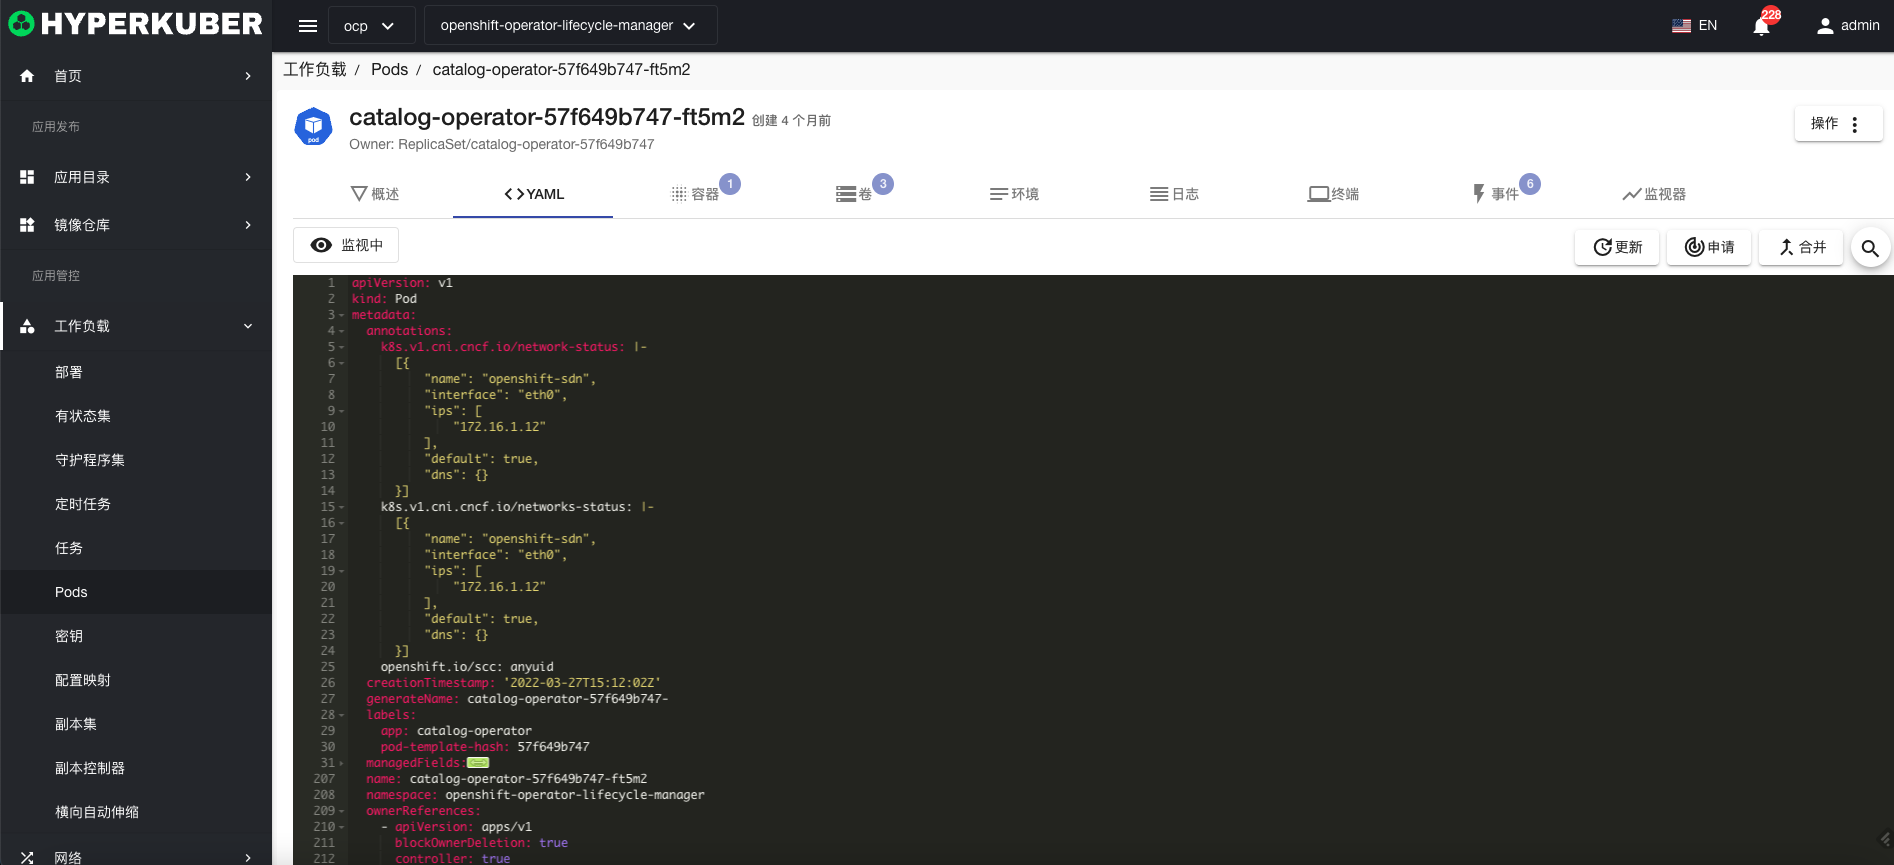 HYPERKUBER
ocp
openshift-operator-lifecycle-manager
EN
228
admin
首页
应用发布
应用目录
镜像仓库
应用管控
工作负载
部署
有状态集
守护程序集
定时任务
任务
Pods
密钥
配置映射
副本集
副本控制器
横向自动伸缩
网络
工作负载 / Pods / catalog-operator-57f649b747-ft5m2
pod
catalog-operator-57f649b747-ft5m2 创建 4 个月前
Owner: ReplicaSet/catalog-operator-57f649b747
操作
概述
YAML
容器 1
卷 3
环境
日志
终端
事件 6
监视器
监视中
更新
申请
合并
1 apiVersion: v1
2 kind: Pod
3 metadata:
4 annotations:
5 k8s.v1.cni.cncf.io/network-status: |-
6 [{
7 "name": "openshift-sdn",
8 "interface": "eth0",
9 "ips": [
10 "172.16.1.12"
11 ],
12 "default": true,
13 "dns": {}
14 }]
15 k8s.v1.cni.cncf.io/networks-status: |-
16 [{
17 "name": "openshift-sdn",
18 "interface": "eth0",
19 "ips": [
20 "172.16.1.12"
21 ],
22 "default": true,
23 "dns": {}
24 }]
25 openshift.io/scc: anyuid
26 creationTimestamp: '2022-03-27T15:12:02Z'
27 generateName: catalog-operator-57f649b747-
28 labels:
29 app: catalog-operator
30 pod-template-hash: 57f649b747
31 managedFields:
207 name: catalog-operator-57f649b747-ft5m2
208 namespace: openshift-operator-lifecycle-manager
209 ownerReferences:
210 - apiVersion: apps/v1
211 blockOwnerDeletion: true
212 controller: true